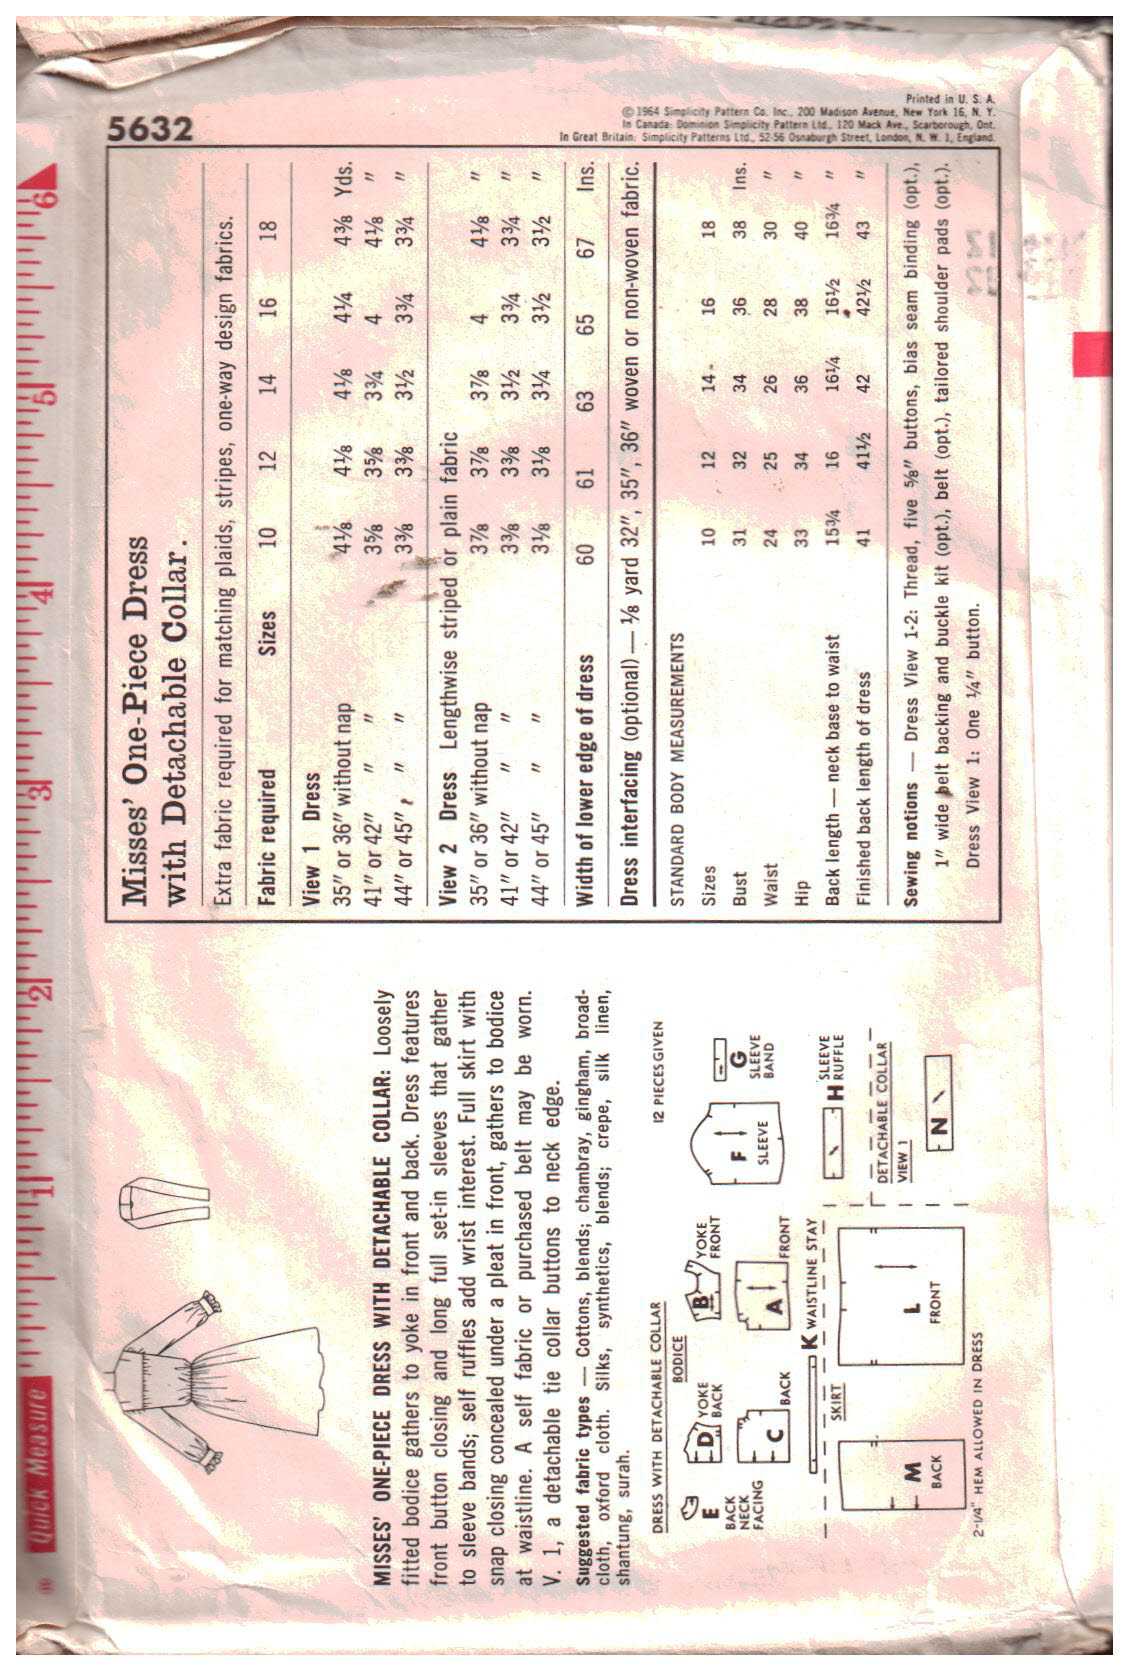 5632
© 1964 Simplicity Pattern Co. Inc., 200 Madison Avenue, New York 16, N. Y.
Printed in U. S. A.
In Canada: Dominion Simplicity Pattern Ltd., 120 Mack Ave., Scarborough, Ont.
In Great Britain: Simplicity Patterns Ltd., 52-56 Osnaburgh Street, London, N. W. 1, England.
Quick Measure
1 2 3 4 5 6
Misses' One-Piece Dress
with Detachable Collar.
Extra fabric required for matching plaids, stripes, one-way design fabrics.
Fabric required Sizes 10 12 14 16 18
View 1 Dress
35" or 36" without nap 4⅛ 4⅛ 4⅛ 4¼ 4⅜ Yds.
41" or 42" " " 3⅝ 3⅝ 3¾ 4 4⅛ "
44" or 45" " " 3⅜ 3⅜ 3½ 3¾ 3¾ "
View 2 Dress Lengthwise striped or plain fabric
35" or 36" without nap 3⅞ 3⅞ 3⅞ 4 4⅛ "
41" or 42" " " 3⅜ 3⅜ 3½ 3¾ 3¾ "
44" or 45" " " 3⅛ 3⅛ 3¼ 3½ 3½ "
Width of lower edge of dress 60 61 63 65 67 Ins.
Dress interfacing (optional) — ⅛ yard 32", 35", 36" woven or non-woven fabric.
STANDARD BODY MEASUREMENTS
Sizes 10 12 14 16 18
Bust 31 32 34 36 38 Ins.
Waist 24 25 26 28 30 "
Hip 33 34 36 38 40 "
Back length — neck base to waist 15¾ 16 16¼ 16½ 16¾ "
Finished back length of dress 41 41½ 42 42½ 43 "
Sewing notions — Dress View 1-2: Thread, five ⅝" buttons, bias seam binding (opt.),
1" wide belt backing and buckle kit (opt.), belt (opt.), tailored shoulder pads (opt.).
Dress View 1: One ¼" button.
MISSES' ONE-PIECE DRESS WITH DETACHABLE COLLAR: Loosely
fitted bodice gathers to yoke in front and back. Dress features
front button closing and long full set-in sleeves that gather
to sleeve bands; self ruffles add wrist interest. Full skirt with
snap closing concealed under a pleat in front, gathers to bodice
at waistline. A self fabric or purchased belt may be worn.
V. 1, a detachable tie collar buttons to neck edge.
Suggested fabric types — Cottons, blends; chambray, gingham, broad-
cloth, oxford cloth. Silks, synthetics, blends; crepe, silk linen,
shantung, surah.
DRESS WITH DETACHABLE COLLAR
12 PIECES GIVEN
BODICE
E
BACK
NECK
FACING
D YOKE
BACK
C BACK
B YOKE
FRONT
A FRONT
F
SLEEVE
G
SLEEVE
BAND
H SLEEVE
RUFFLE
K WAISTLINE STAY
SKIRT
M
BACK
L
FRONT
DETACHABLE COLLAR
VIEW 1
N
2-1/4" HEM ALLOWED IN DRESS